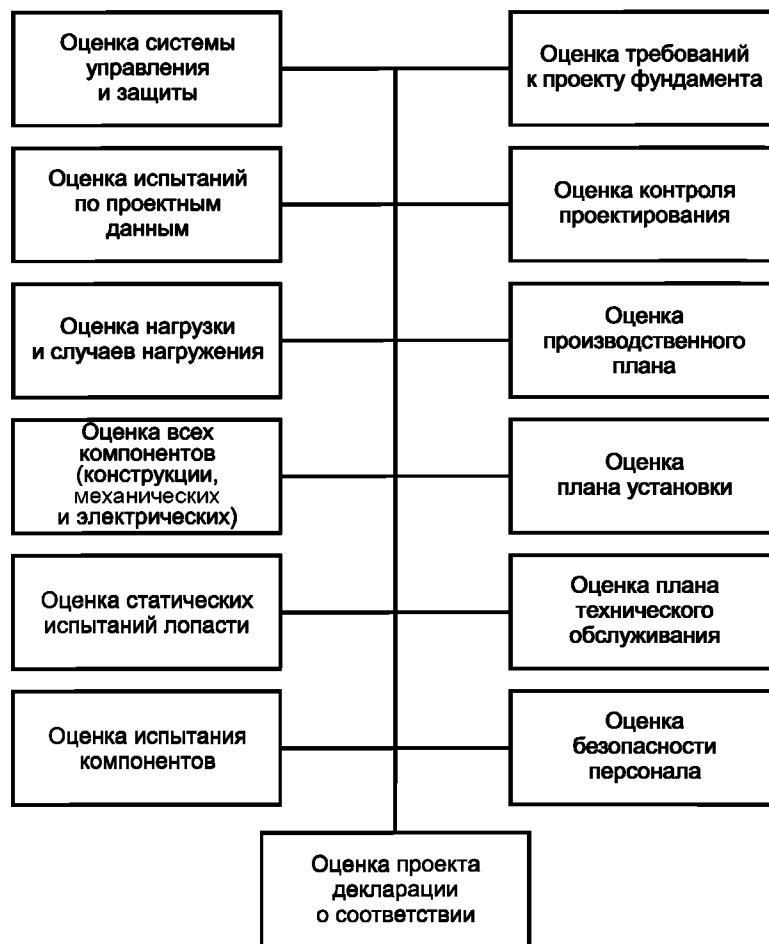 Оценка системы
управления
и защиты
Оценка требований
к проекту фундамента
Оценка испытаний
по проектным
данным
Оценка контроля
проектирования
Оценка нагрузки
и случаев нагружения
Оценка
производственного
плана
Оценка всех
компонентов
(конструкции,
механических
и электрических)
Оценка
плана установки
Оценка статических
испытаний лопасти
Оценка плана
технического
обслуживания
Оценка испытания
компонентов
Оценка
безопасности
персонала
Оценка проекта
декларации
о соответствии